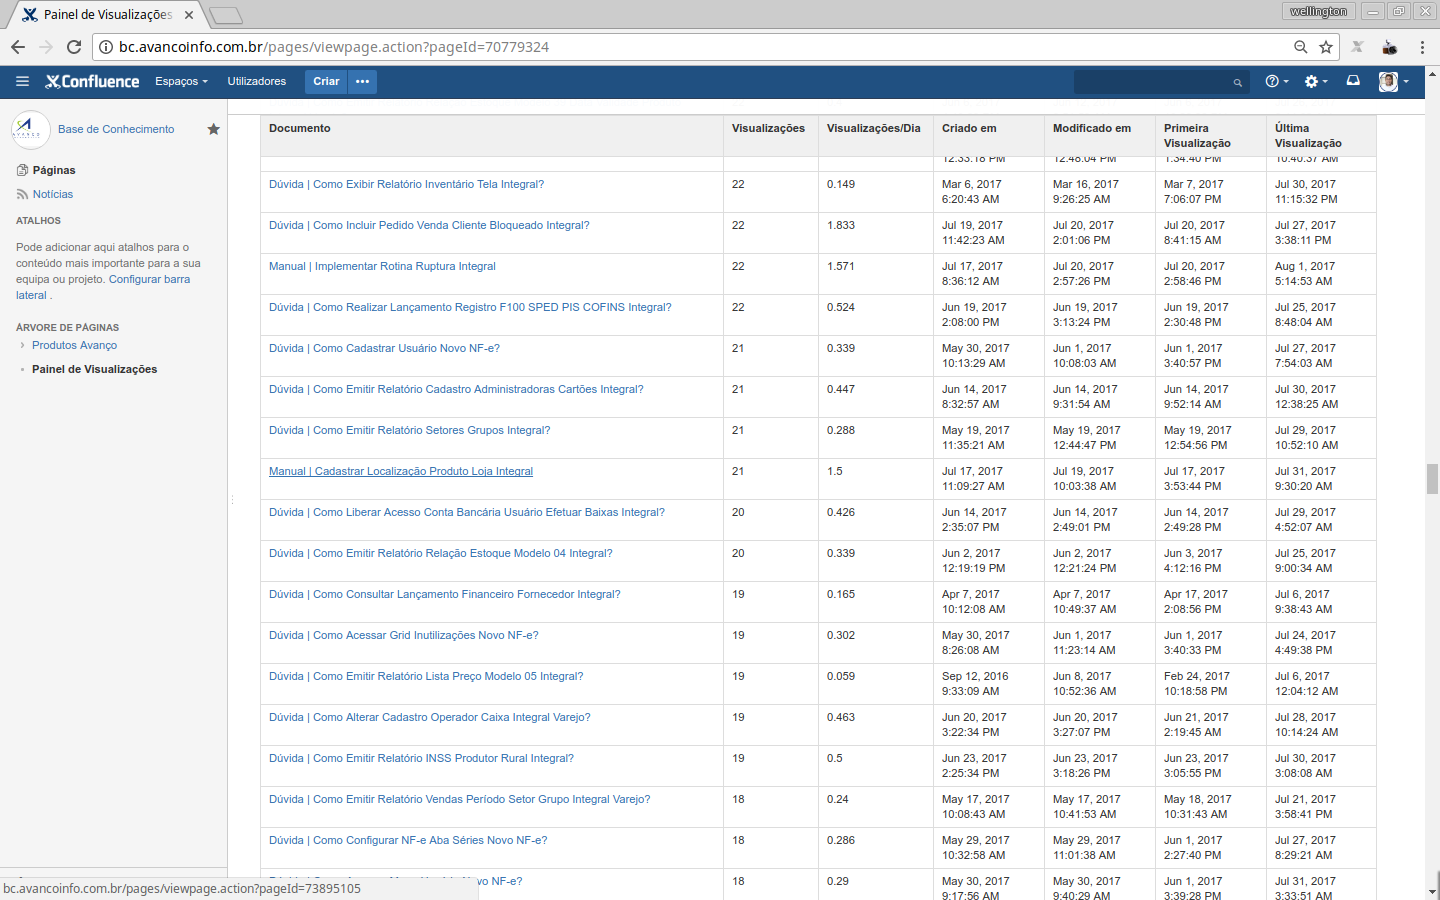 Painel de Visualizações
wellington
bc.avancoinfo.com.br/pages/viewpage.action?pageId=70779324
Confluence
Espaços
Utilizadores
Criar
•••
Base de Conhecimento
Páginas
Notícias
ATALHOS
Pode adicionar aqui atalhos para o
conteúdo mais importante para a sua
equipa ou projeto. Configurar barra
lateral .
ÁRVORE DE PÁGINAS
Produtos Avanço
Painel de Visualizações
Documento Visualizações Visualizações/Dia Criado em Modificado em Primeira Visualização Última Visualização
12:33:18 PM 12:48:04 PM 1:34:40 PM 10:40:37 AM
Dúvida | Como Exibir Relatório Inventário Tela Integral? 22 0.149 Mar 6, 2017 6:20:43 AM Mar 16, 2017 9:26:25 AM Mar 7, 2017 7:06:07 PM Jul 30, 2017 11:15:32 PM
Dúvida | Como Incluir Pedido Venda Cliente Bloqueado Integral? 22 1.833 Jul 19, 2017 11:42:23 AM Jul 20, 2017 2:01:06 PM Jul 20, 2017 8:41:15 AM Jul 27, 2017 3:38:11 PM
Manual | Implementar Rotina Ruptura Integral 22 1.571 Jul 17, 2017 8:36:12 AM Jul 20, 2017 2:57:26 PM Jul 20, 2017 2:58:46 PM Aug 1, 2017 5:14:53 AM
Dúvida | Como Realizar Lançamento Registro F100 SPED PIS COFINS Integral? 22 0.524 Jun 19, 2017 2:08:00 PM Jun 19, 2017 3:13:24 PM Jun 19, 2017 2:30:48 PM Jul 25, 2017 8:48:04 AM
Dúvida | Como Cadastrar Usuário Novo NF-e? 21 0.339 May 30, 2017 10:13:29 AM Jun 1, 2017 10:08:03 AM Jun 1, 2017 3:40:57 PM Jul 27, 2017 7:54:03 AM
Dúvida | Como Emitir Relatório Cadastro Administradoras Cartões Integral? 21 0.447 Jun 14, 2017 8:32:57 AM Jun 14, 2017 9:31:54 AM Jun 14, 2017 9:52:14 AM Jul 30, 2017 12:38:25 AM
Dúvida | Como Emitir Relatório Setores Grupos Integral? 21 0.288 May 19, 2017 11:35:21 AM May 19, 2017 12:44:47 PM May 19, 2017 12:54:56 PM Jul 29, 2017 10:52:10 AM
Manual | Cadastrar Localização Produto Loja Integral 21 1.5 Jul 17, 2017 11:09:27 AM Jul 19, 2017 10:03:38 AM Jul 17, 2017 3:53:44 PM Jul 31, 2017 9:30:20 AM
Dúvida | Como Liberar Acesso Conta Bancária Usuário Efetuar Baixas Integral? 20 0.426 Jun 14, 2017 2:35:07 PM Jun 14, 2017 2:49:01 PM Jun 14, 2017 2:49:28 PM Jul 29, 2017 4:52:07 AM
Dúvida | Como Emitir Relatório Relação Estoque Modelo 04 Integral? 20 0.339 Jun 2, 2017 12:19:19 PM Jun 2, 2017 12:21:24 PM Jun 3, 2017 4:12:16 PM Jul 25, 2017 9:00:34 AM
Dúvida | Como Consultar Lançamento Financeiro Fornecedor Integral? 19 0.165 Apr 7, 2017 10:12:08 AM Apr 7, 2017 10:49:37 AM Apr 17, 2017 2:08:56 PM Jul 6, 2017 9:38:43 AM
Dúvida | Como Acessar Grid Inutilizações Novo NF-e? 19 0.302 May 30, 2017 8:26:08 AM Jun 1, 2017 11:23:14 AM Jun 1, 2017 3:40:33 PM Jul 24, 2017 4:49:38 PM
Dúvida | Como Emitir Relatório Lista Preço Modelo 05 Integral? 19 0.059 Sep 12, 2016 9:33:09 AM Jun 8, 2017 10:52:36 AM Feb 24, 2017 10:18:58 PM Jul 6, 2017 12:04:12 AM
Dúvida | Como Alterar Cadastro Operador Caixa Integral Varejo? 19 0.463 Jun 20, 2017 3:22:34 PM Jun 20, 2017 3:27:07 PM Jun 21, 2017 2:19:45 AM Jul 28, 2017 10:14:24 AM
Dúvida | Como Emitir Relatório INSS Produtor Rural Integral? 19 0.5 Jun 23, 2017 2:25:34 PM Jun 23, 2017 3:18:26 PM Jun 23, 2017 3:05:55 PM Jul 30, 2017 3:08:08 AM
Dúvida | Como Emitir Relatório Vendas Período Setor Grupo Integral Varejo? 18 0.24 May 17, 2017 10:08:43 AM May 17, 2017 10:41:53 AM May 18, 2017 10:31:43 AM Jul 21, 2017 3:58:41 PM
Dúvida | Como Configurar NF-e Aba Séries Novo NF-e? 18 0.286 May 29, 2017 10:32:58 AM May 29, 2017 11:01:38 AM Jun 1, 2017 2:27:40 PM Jul 27, 2017 8:29:21 AM
NF-e? 18 0.29 May 30, 2017 9:17:56 AM May 30, 2017 9:40:29 AM Jun 1, 2017 3:39:28 PM Jul 31, 2017 3:33:51 AM
bc.avancoinfo.com.br/pages/viewpage.action?pageId=73895105